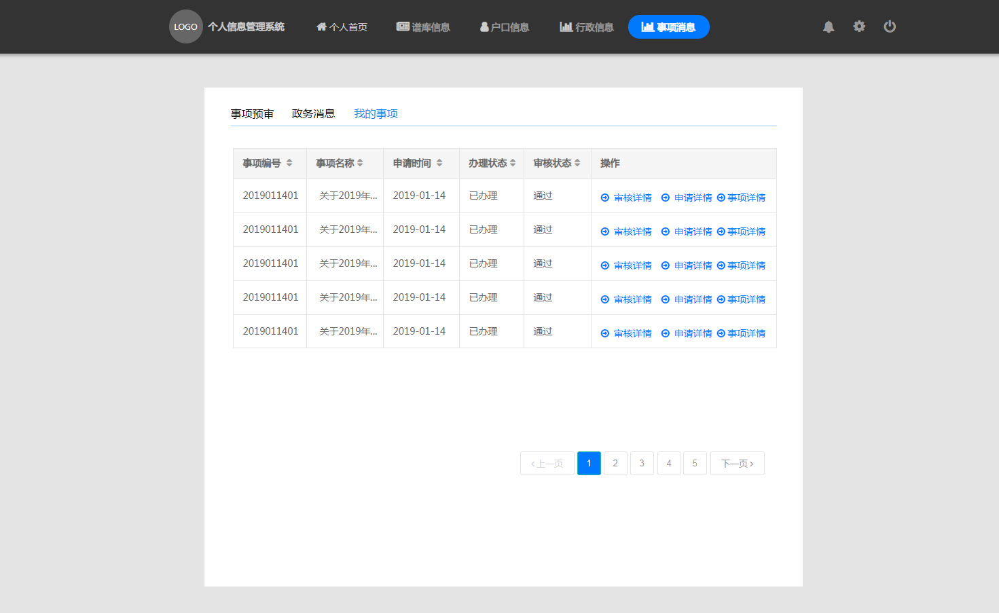 LOGO 个人信息管理系统 个人首页 谱库信息 户口信息 行政信息 事项消息
事项预审 政务消息 我的事项
事项编号 事项名称 申请时间 办理状态 审核状态 操作
2019011401 关于2019年... 2019-01-14 已办理 通过 审核详情 申请详情 事项详情
2019011401 关于2019年... 2019-01-14 已办理 通过 审核详情 申请详情 事项详情
2019011401 关于2019年... 2019-01-14 已办理 通过 审核详情 申请详情 事项详情
2019011401 关于2019年... 2019-01-14 已办理 通过 审核详情 申请详情 事项详情
2019011401 关于2019年... 2019-01-14 已办理 通过 审核详情 申请详情 事项详情
上一页 1 2 3 4 5 下一页